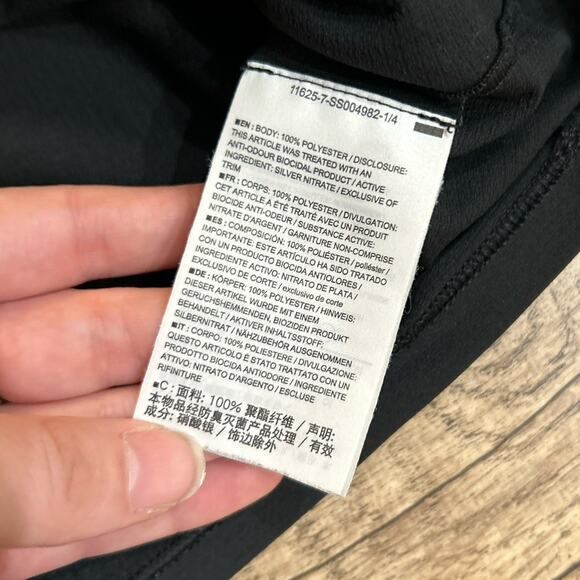 11625-7-SS004982-1/4
■EN: BODY: 100% POLYESTER / DISCLOSURE:
THIS ARTICLE WAS TREATED WITH AN
ANTI-ODOUR BIOCIDAL PRODUCT / ACTIVE
INGREDIENT: SILVER NITRATE / EXCLUSIVE OF
TRIM
■FR: CORPS: 100% POLYESTER / DIVULGATION:
CET ARTICLE A ÉTÉ TRAITÉ AVEC UN PRODUIT
BIOCIDE ANTI-ODEUR / SUBSTANCE ACTIVE:
NITRATE D'ARGENT / GARNITURE NON-COMPRISE
■ES: COMPOSICIÓN: 100% POLIÉSTER / poliéster /
IMPORTANTE: ESTE ARTÍCULO HA SIDO TRATADO
CON UN PRODUCTO BIOCIDA ANTIOLORES /
INGREDIENTE ACTIVO: NITRATO DE PLATA /
EXCLUSIVO DE CORTE / exclusivo de corte
■DE: KÖRPER: 100% POLYESTER / HINWEIS:
DIESER ARTIKEL WURDE MIT EINEM
GERUCHSHEMMENDEN, BIOZIDEN PRODUKT
BEHANDELT / AKTIVER INHALTSSTOFF:
SILBERNITRAT / NÄHZUBEHÖR AUSGENOMMEN
■IT: CORPO: 100% POLIESTERE / DIVULGAZIONE:
QUESTO ARTICOLO É STATO TRATTATO CON UN
PRODOTTO BIOCIDA ANTIODORE / INGREDIENTE
ATTIVO: NITRATO D'ARGENTO / ESCLUSE
RIFINITURE
■C: 面料: 100% 聚酯纤维 / 声明:
本物品经防臭灭菌产品处理 / 有效
成分: 硝酸银 / 饰边除外